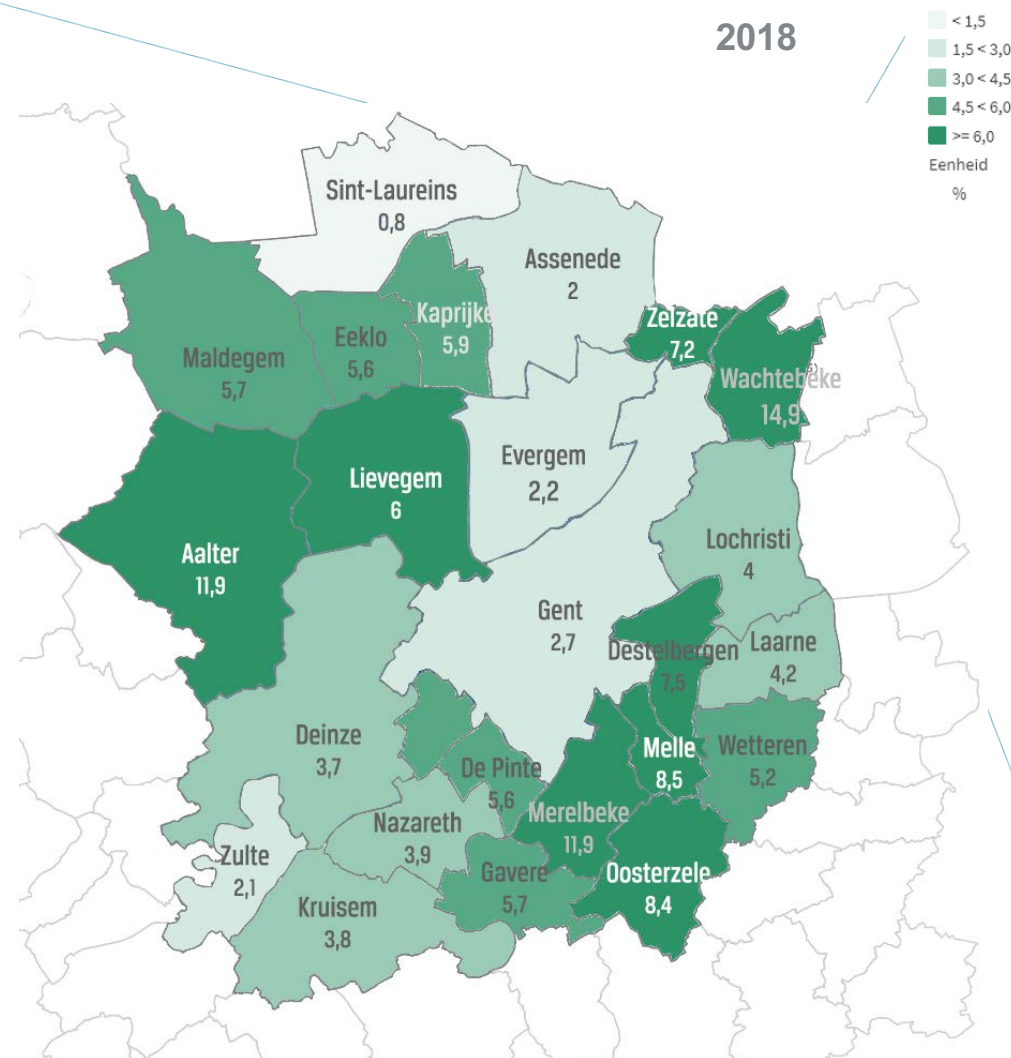 2018
< 1,5
1,5 < 3,0
3,0 < 4,5
4,5 < 6,0
>= 6,0
Eenheid
%
Sint-Laureins
0,8
Assenede
2
Kaprijke
5,9
Zelzate
7,2
Eeklo
5,6
Maldegem
5,7
Wachtebeke
14,9
Evergem
2,2
Lievegem
6
Lochristi
4
Aalter
11,9
Gent
2,7
Destelbergen
7,5
Laarne
4,2
Deinze
3,7
Melle
8,5
Wetteren
5,2
De Pinte
5,6
Merelbeke
11,9
Nazareth
3,9
Zulte
2,1
Gavere
5,7
Oosterzele
8,4
Kruisem
3,8